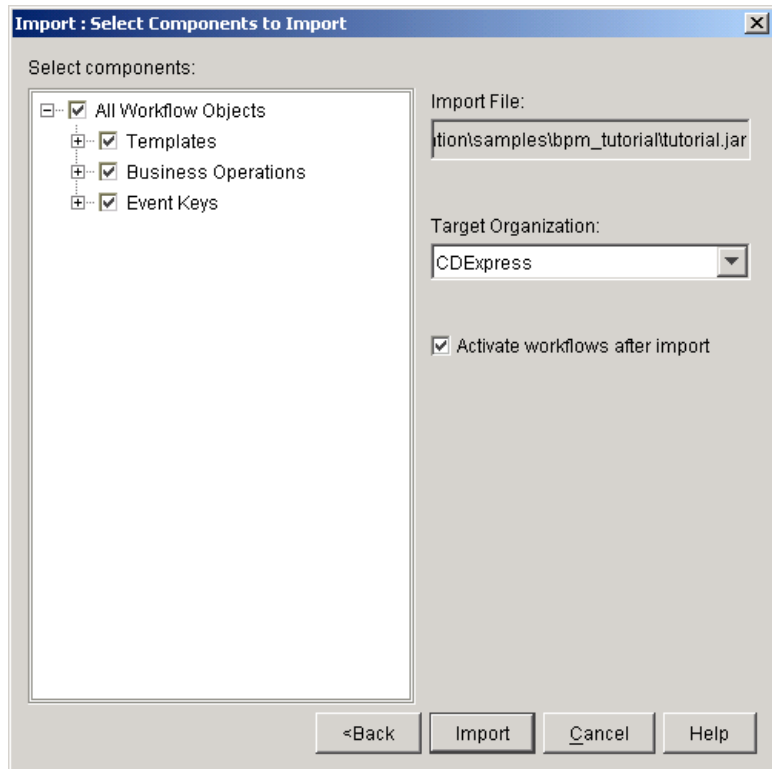 Import : Select Components to Import
Select components:
All Workflow Objects
Templates
Business Operations
Event Keys
Import File:
ition\samples\bpm_tutorial\tutorial.jar
Target Organization:
CDExpress
Activate workflows after import
<Back
Import
Cancel
Help